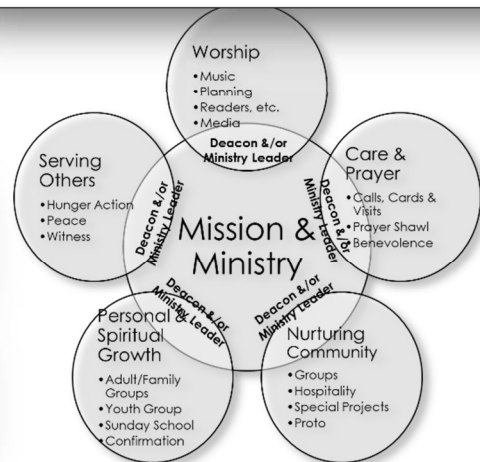 Worship
•Music
•Planning
•Readers, etc.
•Media
Deacon &/or
Ministry Leader
Serving
Others
•Hunger Action
•Peace
•Witness
Deacon &/or
Ministry Leader
Care &
Prayer
•Calls, Cards &
Visits
•Prayer Shawl
•Benevolence
Deacon &/or
Ministry Leader
Mission &
Ministry
Personal &
Spiritual
Growth
•Adult/Family
Groups
•Youth Group
•Sunday School
•Confirmation
Deacon &/or
Ministry Leader
Nurturing
Community
•Groups
•Hospitality
•Special Projects
•Proto
Deacon &/or
Ministry Leader